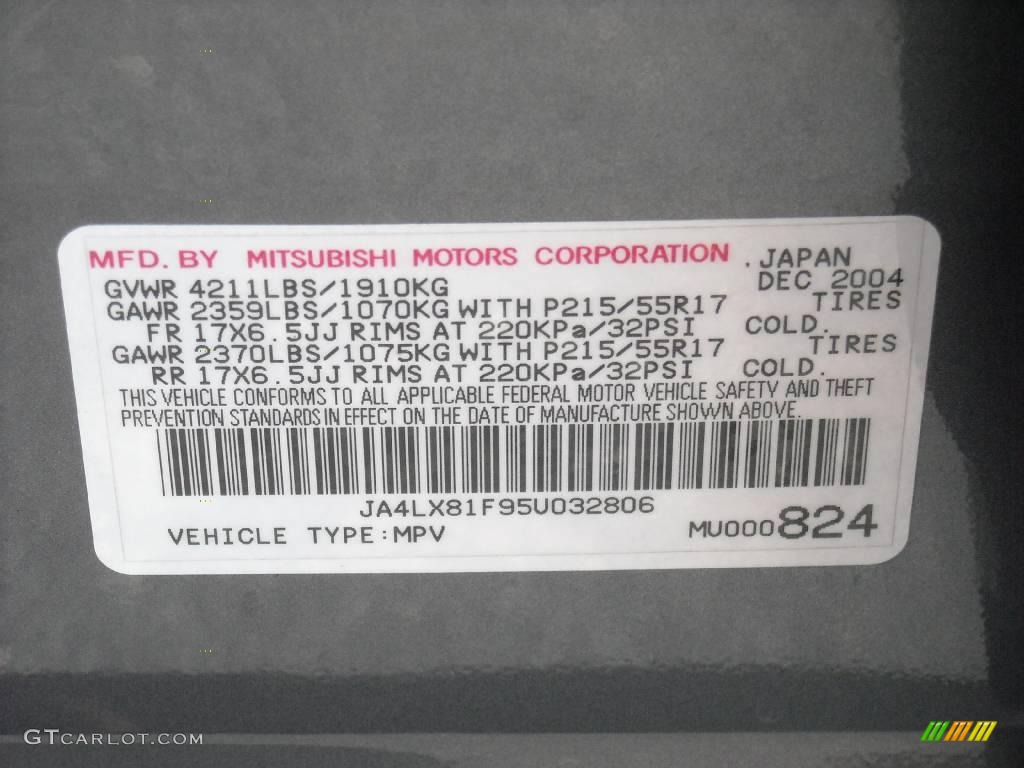 MFD. BY MITSUBISHI MOTORS CORPORATION , JAPAN
GVWR 4211LBS/1910KG DEC 2004
GAWR 2359LBS/1070KG WITH P215/55R17 TIRES
FR 17X6.5JJ RIMS AT 220KPa/32PSI COLD.
GAWR 2370LBS/1075KG WITH P215/55R17 TIRES
RR 17X6.5JJ RIMS AT 220KPa/32PSI COLD.
THIS VEHICLE CONFORMS TO ALL APPLICABLE FEDERAL MOTOR VEHICLE SAFETY AND THEFT
PREVENTION STANDARDS IN EFFECT ON THE DATE OF MANUFACTURE SHOWN ABOVE.
JA4LX81F95U032806
VEHICLE TYPE:MPV MU000824
GTCARLOT.COM